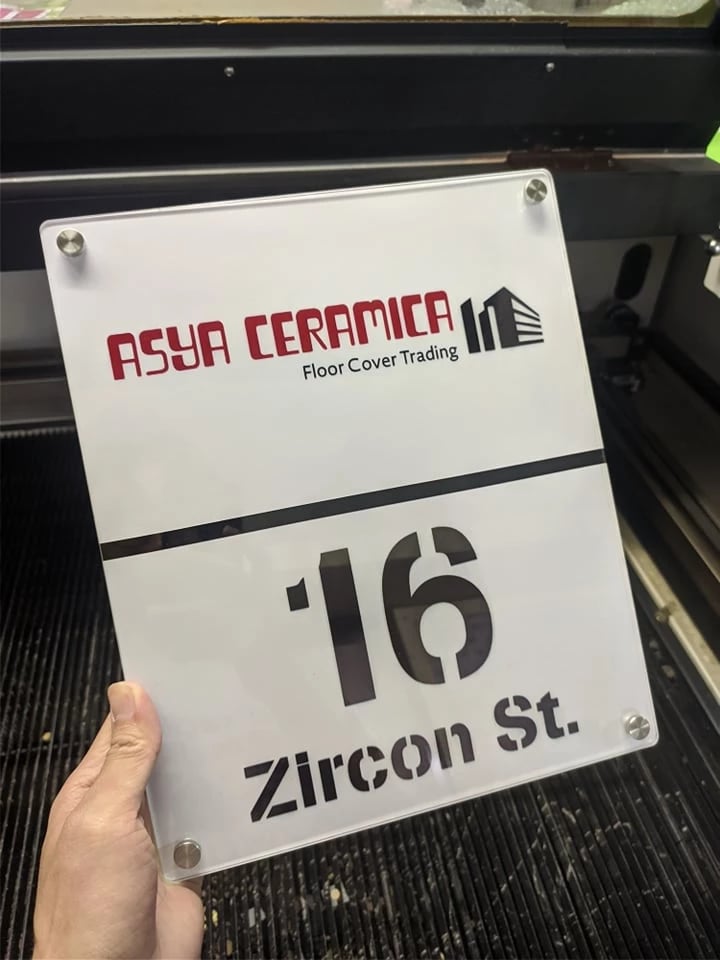 ASYA CERAMICA
Floor Cover Trading
16
Zircon St.